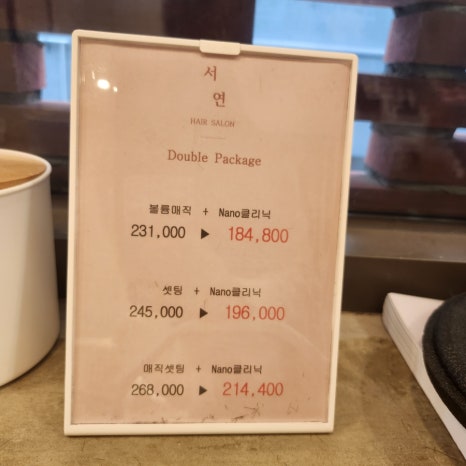 서
연
HAIR SALON
Double Package
볼륨매직 + Nano클리닉
231,000 ▶ 184,800
셋팅 + Nano클리닉
245,000 ▶ 196,000
매직셋팅 + Nano클리닉
268,000 ▶ 214,400